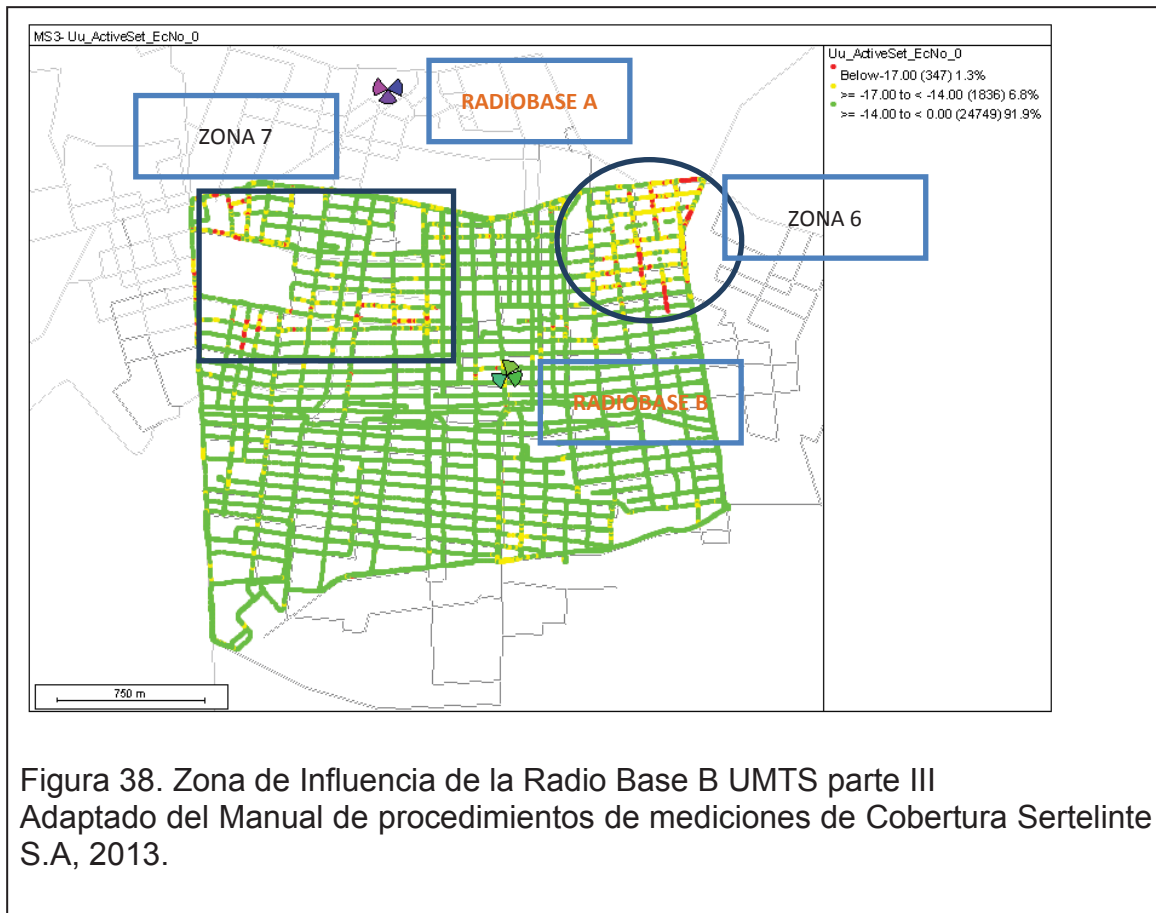 MS3- Uu_ActiveSet_EcNo_0
Uu_ActiveSet_EcNo_0
Below-17.00 (347) 1.3%
>= -17.00 to < -14.00 (1836) 6.8%
>= -14.00 to < 0.00 (24749) 91.9%
RADIOBASE A
ZONA 7
ZONA 6
RADIOBASE B
750 m
Figura 38. Zona de Influencia de la Radio Base B UMTS parte III
Adaptado del Manual de procedimientos de mediciones de Cobertura Sertelinte
S.A, 2013.